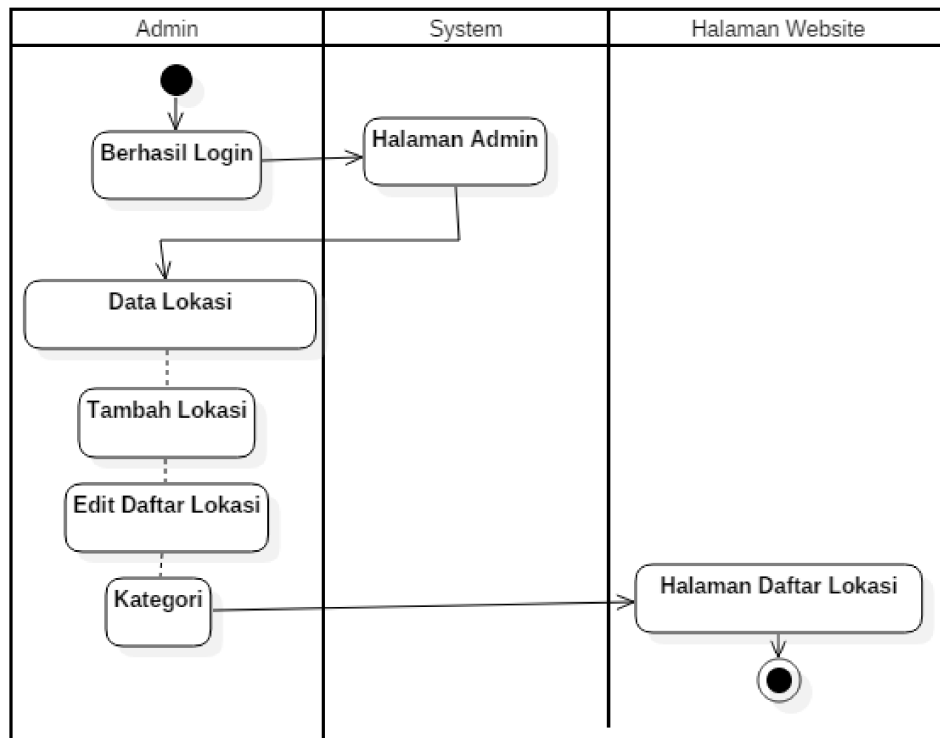 Admin
System
Halaman Website
Berhasil Login
Halaman Admin
Data Lokasi
Tambah Lokasi
Edit Daftar Lokasi
Kategori
Halaman Daftar Lokasi